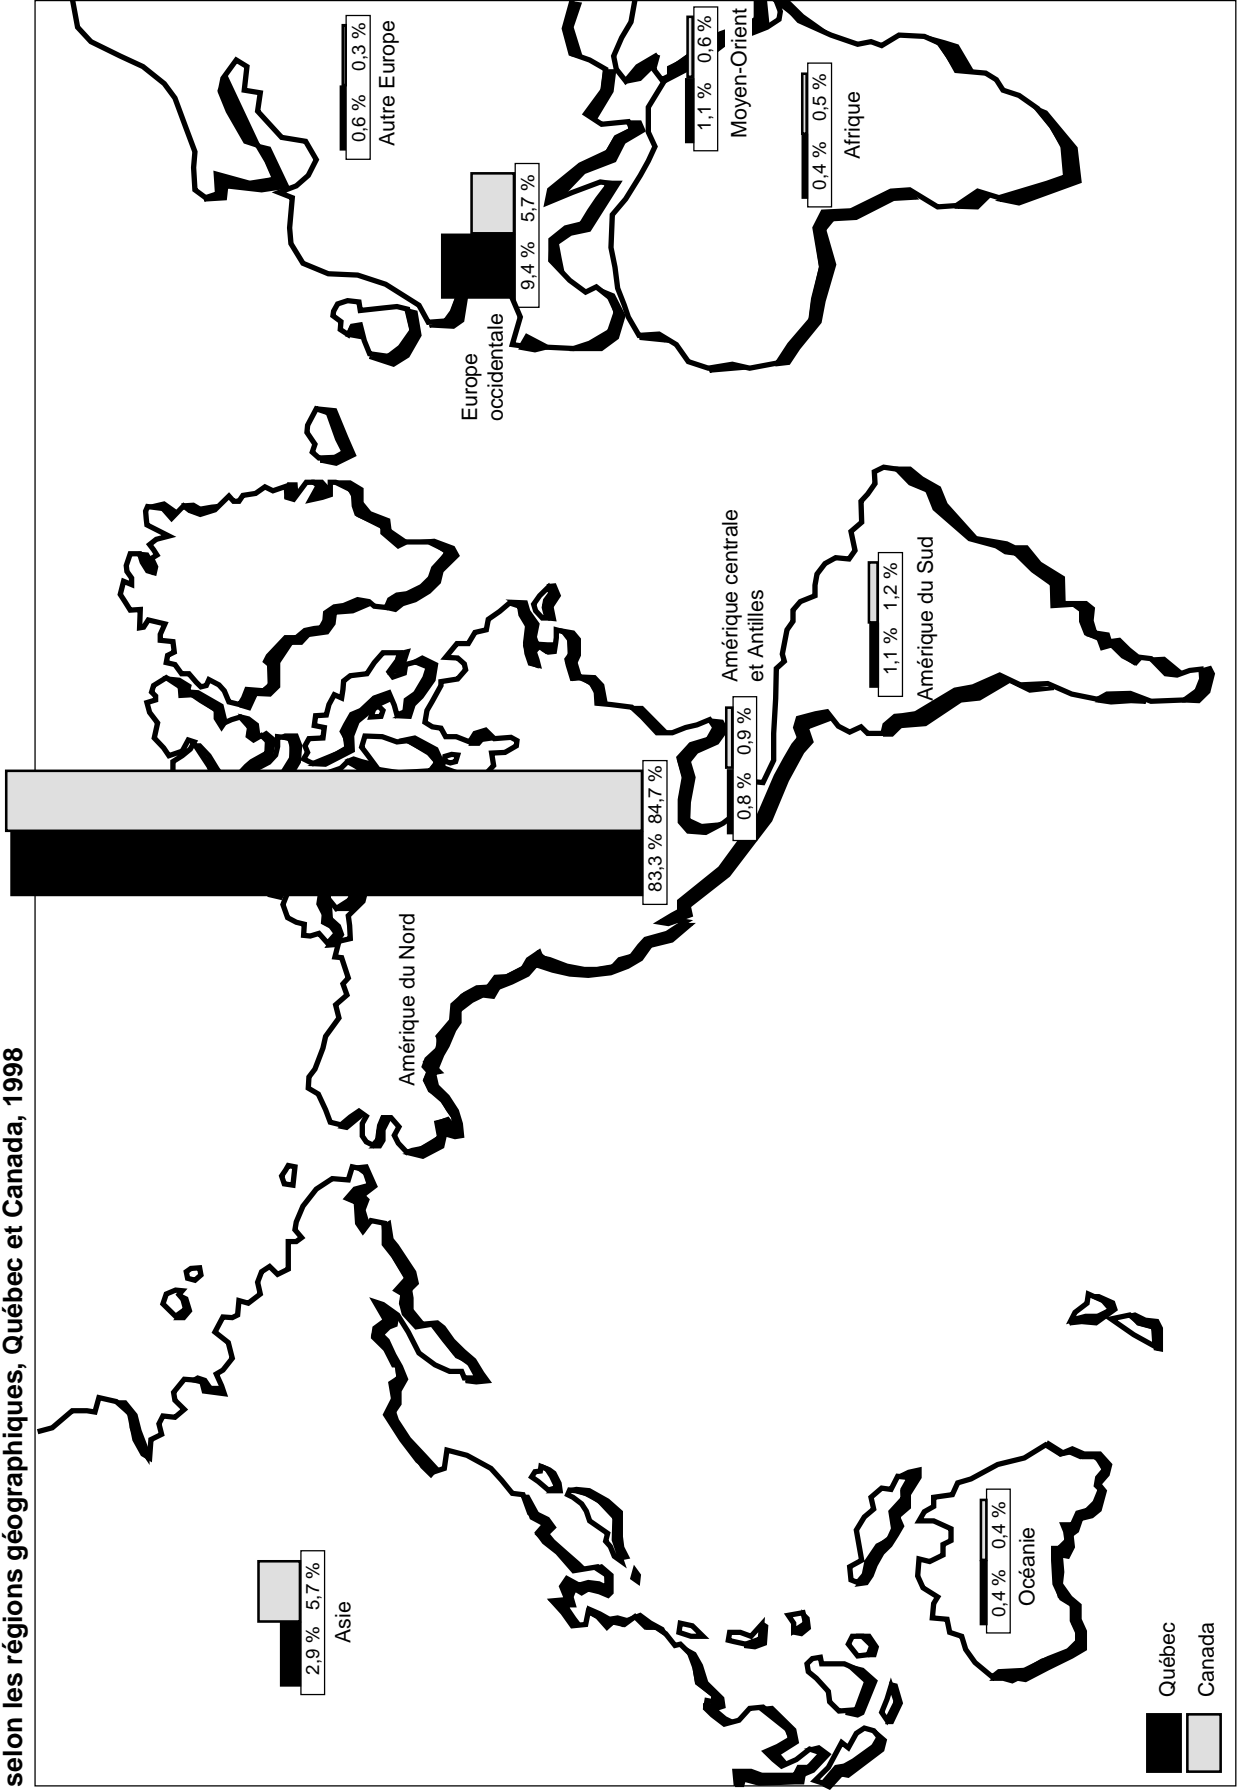 selon les régions géographiques, Québec et Canada, 1998
0,6 % 0,3 %
Autre Europe
9,4 % 5,7 %
Europe
occidentale
1,1 % 0,6 %
Moyen-Orient
0,4 % 0,5 %
Afrique
83,3 % 84,7 %
Amérique du Nord
0,8 % 0,9 %
Amérique centrale
et Antilles
1,1 % 1,2 %
Amérique du Sud
2,9 % 5,7 %
Asie
0,4 % 0,4 %
Océanie
Québec
Canada